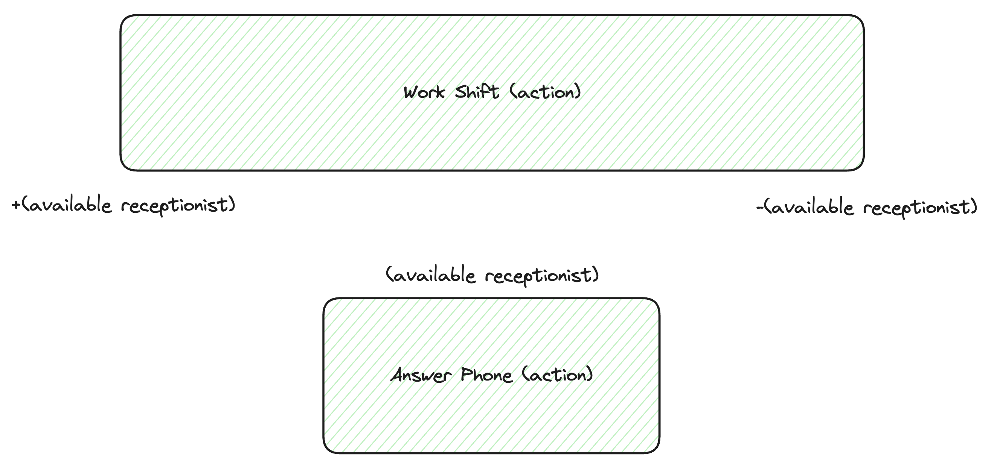 Work Shift (action)
+(available receptionist)
-(available receptionist)
(available receptionist)
Answer Phone (action)